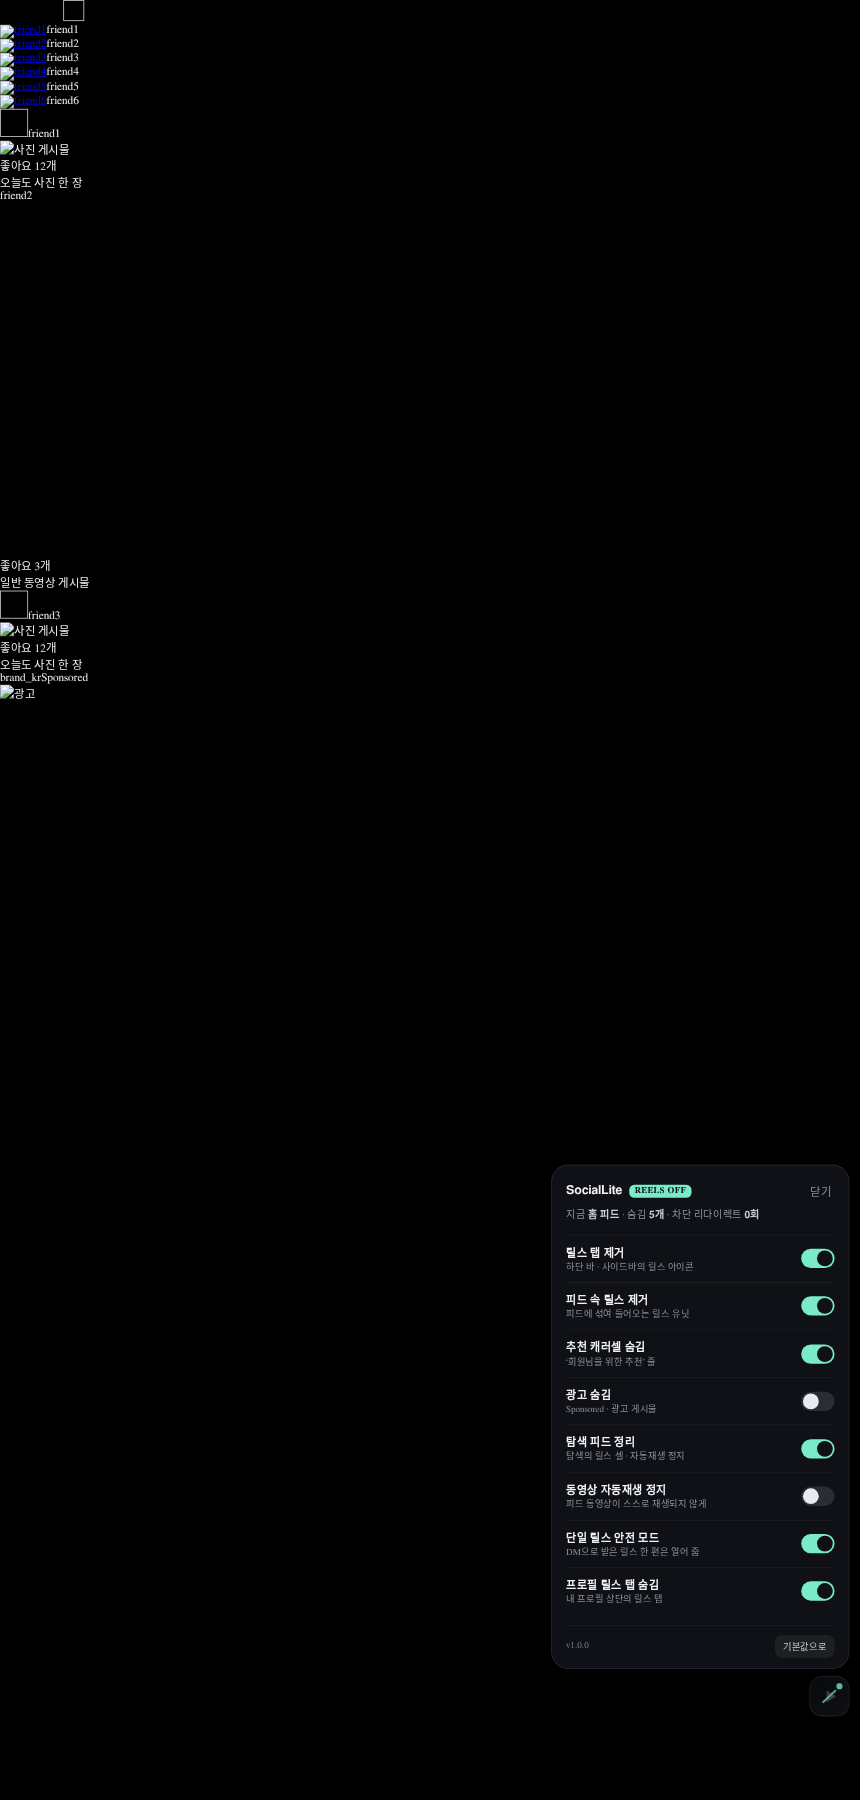 friend1friend1
friend2friend2
friend3friend3
friend4friend4
friend5friend5
friend6friend6
friend1
사진 게시물
좋아요 12개
오늘도 사진 한 장
friend2
좋아요 3개
일반 동영상 게시물
friend3
사진 게시물
좋아요 12개
오늘도 사진 한 장
brand_krSponsored
광고
SocialLite REELS OFF 닫기
지금 홈 피드 · 숨김 5개 · 차단 리다이렉트 0회
릴스 탭 제거
하단 바 · 사이드바의 릴스 아이콘
피드 속 릴스 제거
피드에 섞여 들어오는 릴스 유닛
추천 캐러셀 숨김
'회원님을 위한 추천' 줄
광고 숨김
Sponsored · 광고 게시물
탐색 피드 정리
탐색의 릴스 셀 · 자동재생 정지
동영상 자동재생 정지
피드 동영상이 스스로 재생되지 않게
단일 릴스 안전 모드
DM으로 받은 릴스 한 편은 열어 줌
프로필 릴스 탭 숨김
내 프로필 상단의 릴스 탭
v1.0.0 기본값으로